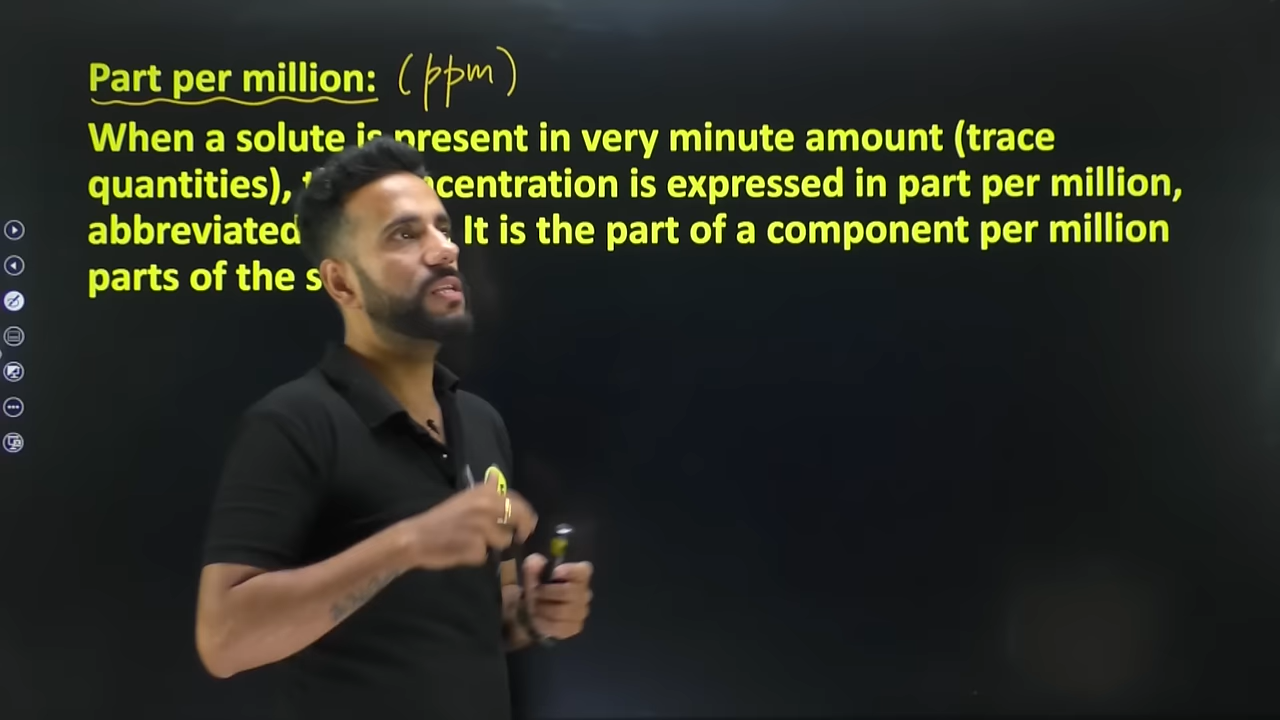 Part per million: (ppm)
When a solute is present in very minute amount (trace
quantities), concentration is expressed in part per million,
abbreviated It is the part of a component per million
parts of the